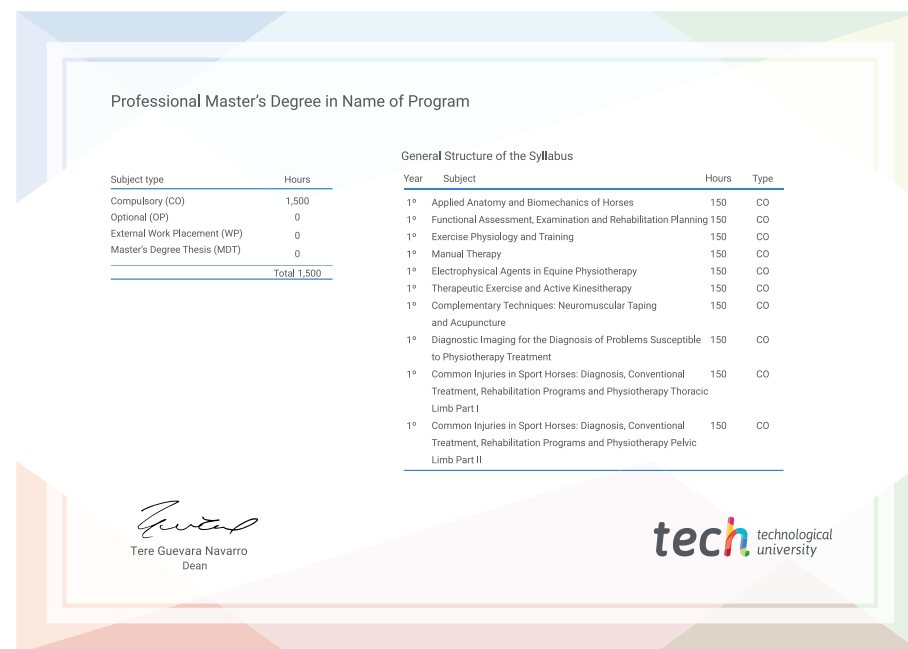 Professional Master's Degree in Name of Program
Subject type Hours
Compulsory (CO) 1,500
Optional (OP) 0
External Work Placement (WP) 0
Master's Degree Thesis (MDT) 0
Total 1,500
General Structure of the Syllabus
Year Subject Hours Type
1º Applied Anatomy and Biomechanics of Horses 150 CO
1º Functional Assessment, Examination and Rehabilitation Planning 150 CO
1º Exercise Physiology and Training 150 CO
1º Manual Therapy 150 CO
1º Electrophysical Agents in Equine Physiotherapy 150 CO
1º Therapeutic Exercise and Active Kinesitherapy 150 CO
1º Complementary Techniques: Neuromuscular Taping 150 CO
and Acupuncture
1º Diagnostic Imaging for the Diagnosis of Problems Susceptible 150 CO
to Physiotherapy Treatment
1º Common Injuries in Sport Horses: Diagnosis, Conventional 150 CO
Treatment, Rehabilitation Programs and Physiotherapy Thoracic
Limb Part I
1º Common Injuries in Sport Horses: Diagnosis, Conventional 150 CO
Treatment, Rehabilitation Programs and Physiotherapy Pelvic
Limb Part II
Tere Guevara Navarro
Dean
tech technological
university